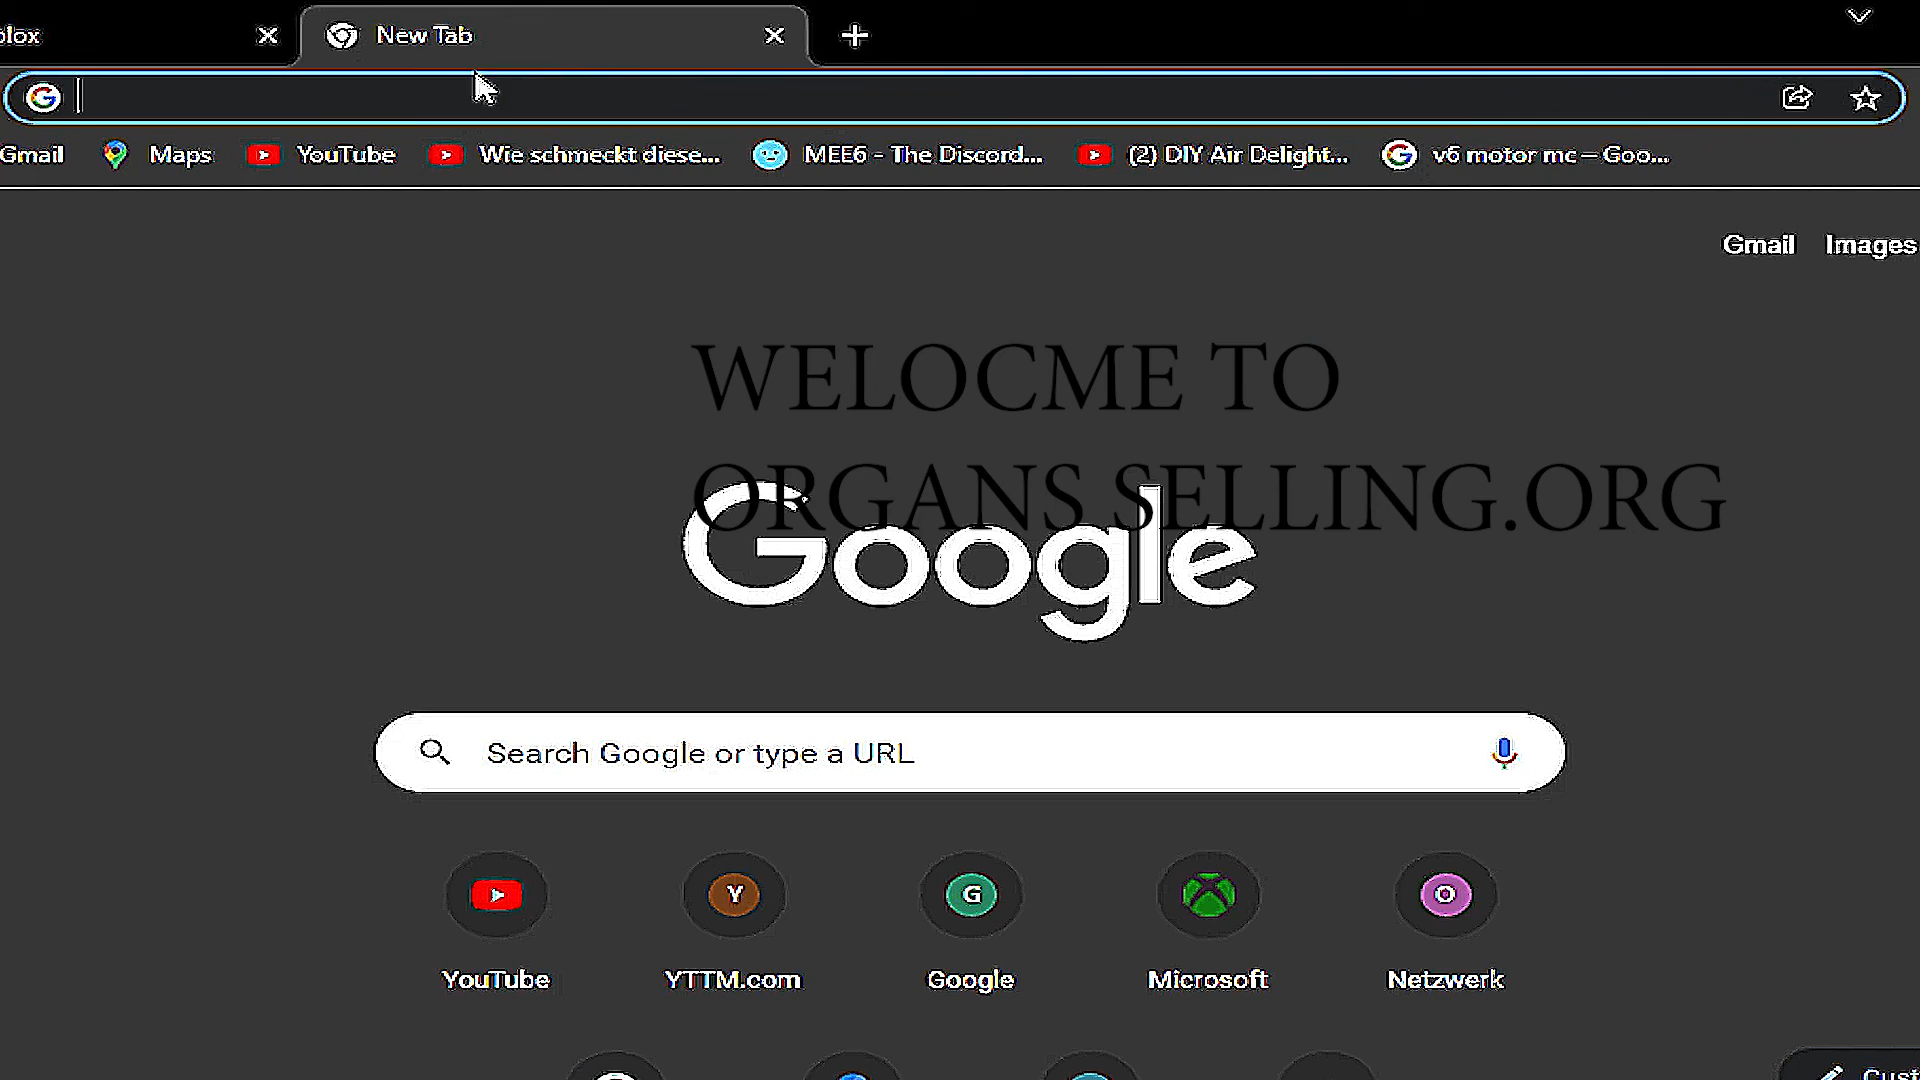 olox
New Tab
Gmail Maps YouTube Wie schmeckt diese... MEE6 - The Discord... (2) DIY Air Delight... v6 motor mc – Goo...
Gmail Images
WELOCME TO
ORGANS SELLING.ORG
Google
Search Google or type a URL
Y G O
YouTube YTTM.com Google Microsoft Netzwerk
Cust